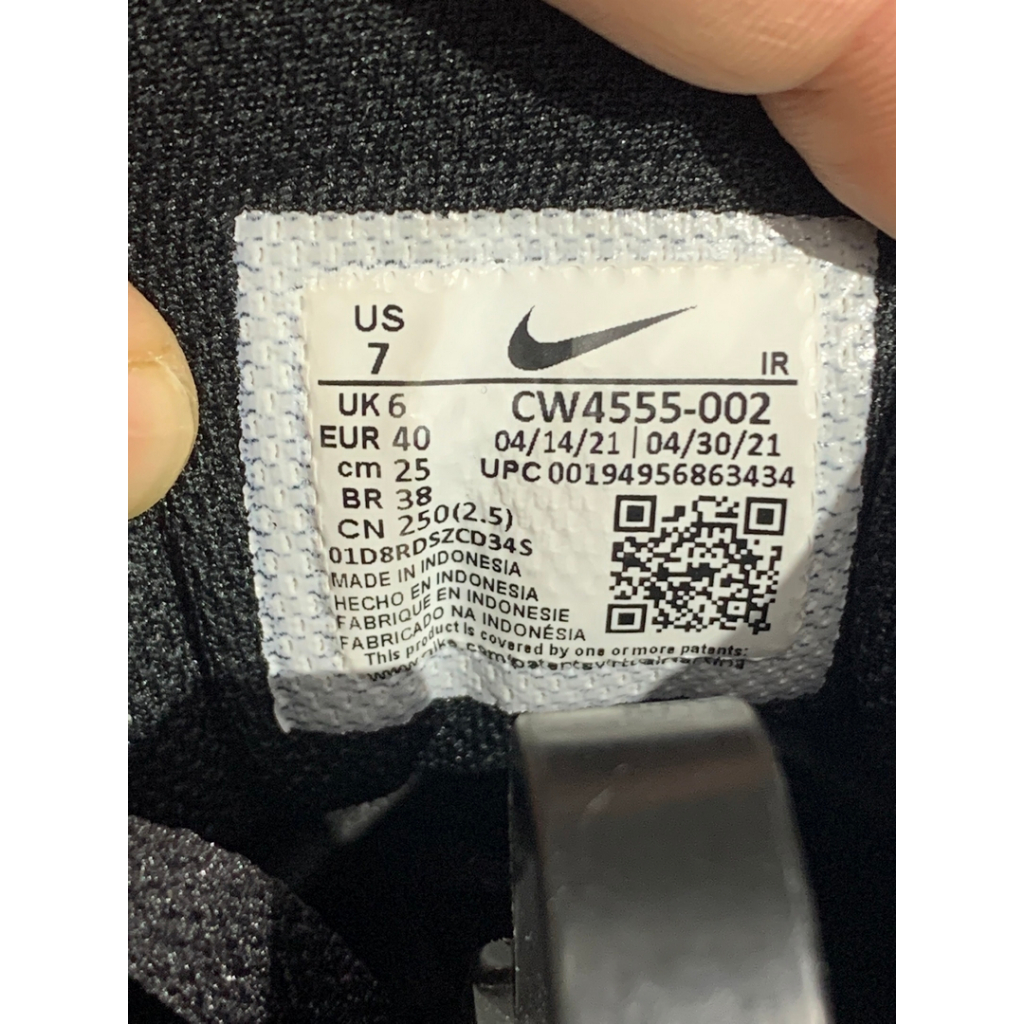 US
7
IR
UK 6
EUR 40
cm 25
BR 38
CN 250(2.5)
CW4555-002
04/14/21 | 04/30/21
UPC 00194956863434
01D8RDSZCD34S
MADE IN INDONESIA
HECHO EN INDONESIA
FABRIQUE EN INDONESIE
FABRICADO NA INDONÉSIA
This product is covered by one or more patents: